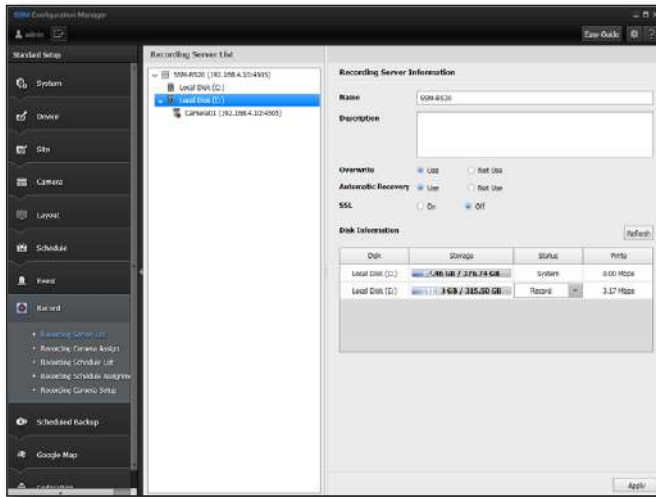 SSM Configuration Manager
admin
Easy Guide
?
Standard Setup
System
Device
Site
Camera
Layout
Schedule
Event
Record
Recording Server List
Recording Camera Assign
Recording Schedule List
Recording Schedule Assignme
Recording Camera Setup
Scheduled Backup
Google Map
Recording Server List
SSM-RS20 (192.168.4.10:4505)
Local Disk (C:)
Local Disk (D:)
Camera01 (192.168.4.10:4505)
Recording Server Information
Name
SSM-RS20
Description
Overwrite
Use
Not Use
Automatic Recovery
Use
Not Use
SSL
On
Off
Disk Information
Refresh
Disk
Storage
Status
Write
Local Disk (C:)
System
0.00 Mbps
Local Disk (D:)
GB / 315.50 GB
Record
3.17 Mbps
Apply